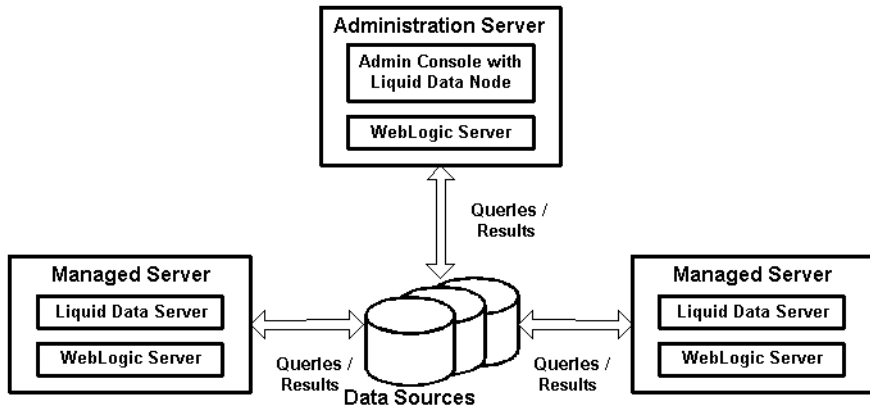 Administration Server
Admin Console with
Liquid Data Node
WebLogic Server
Queries /
Results
Managed Server
Liquid Data Server
WebLogic Server
Queries /
Results
Data Sources
Queries /
Results
Managed Server
Liquid Data Server
WebLogic Server